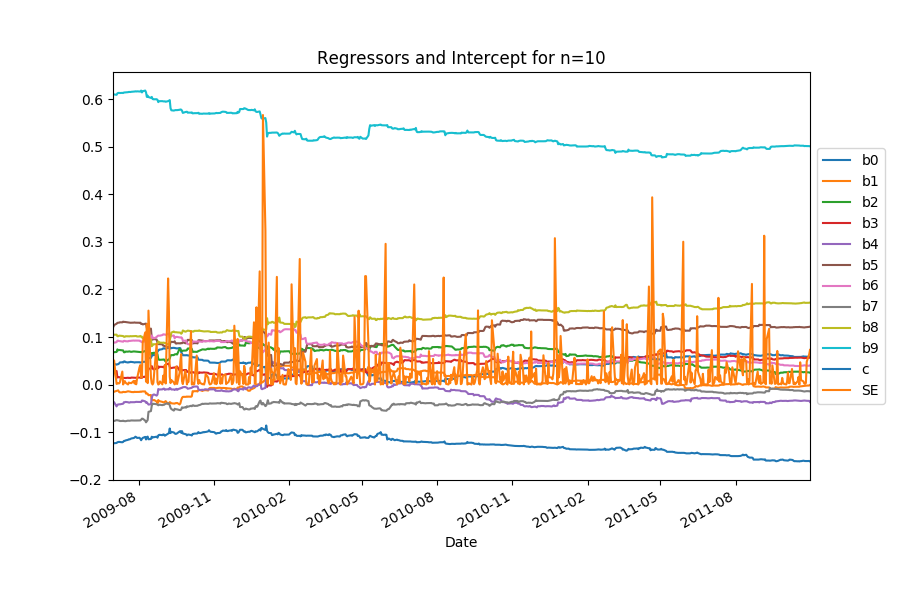 Regressors and Intercept for n=10
0.6
0.5
0.4
0.3
0.2
0.1
0.0
−0.1
−0.2
2009-08
2009-11
2010-02
2010-05
2010-08
2010-11
2011-02
2011-05
2011-08
Date
b0
b1
b2
b3
b4
b5
b6
b7
b8
b9
c
SE